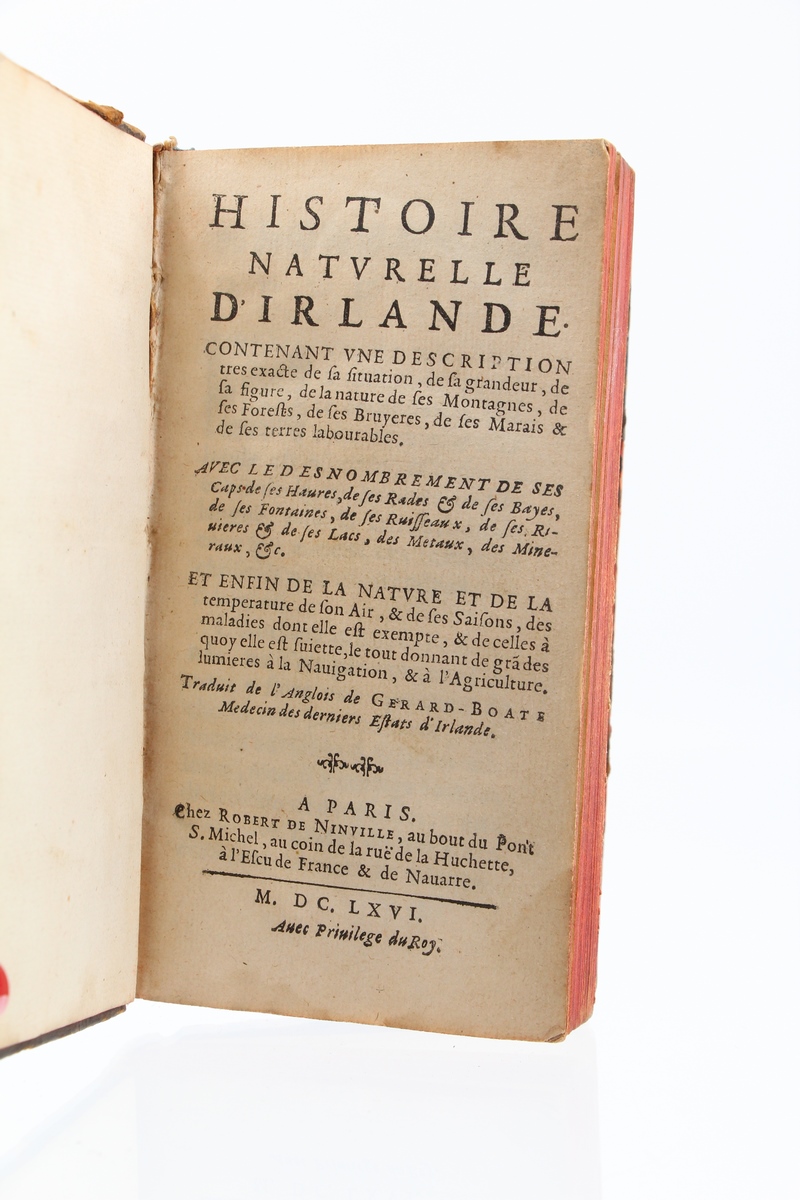 HISTOIRE
NATVRELLE
D'IRLANDE.
CONTENANT VNE DESCRIPTION
tres exacte de ſa ſituation, de ſa grandeur, de
ſa figure, de la nature de ſes Montagnes, de
ſes Foreſts, de ſes Bruyeres, de ſes Marais &
de ſes terres labourables.
AVEC LE DESNOMBREMENT DE SES
Caps de ſes Haures, de ſes Rades & de ſes Bayes,
de ſes Fontaines, de ſes Ruiſſeaux, de ſes Ri-
uieres & de ſes Lacs, des Metaux, des Mine-
raux, &c.
ET ENFIN DE LA NATVRE ET DE LA
temperature de ſon Air, & de ſes Saiſons, des
maladies dont elle eſt exempte, & de celles à
quoy elle eſt ſuiette, le tout donnant de grãdes
lumieres à la Nauigation, & à l'Agriculture.
Traduit de l'Anglois de GERARD-BOATE
Medecin des derniers Eſtats d'Irlande.
A PARIS.
Chez ROBERT DE NINVILLE, au bout du Pont
S. Michel, au coin de la ruë de la Huchette,
à l'Eſcu de France & de Nauarre.
M. DC. LXVI.
Auec Priuilege du Roy.